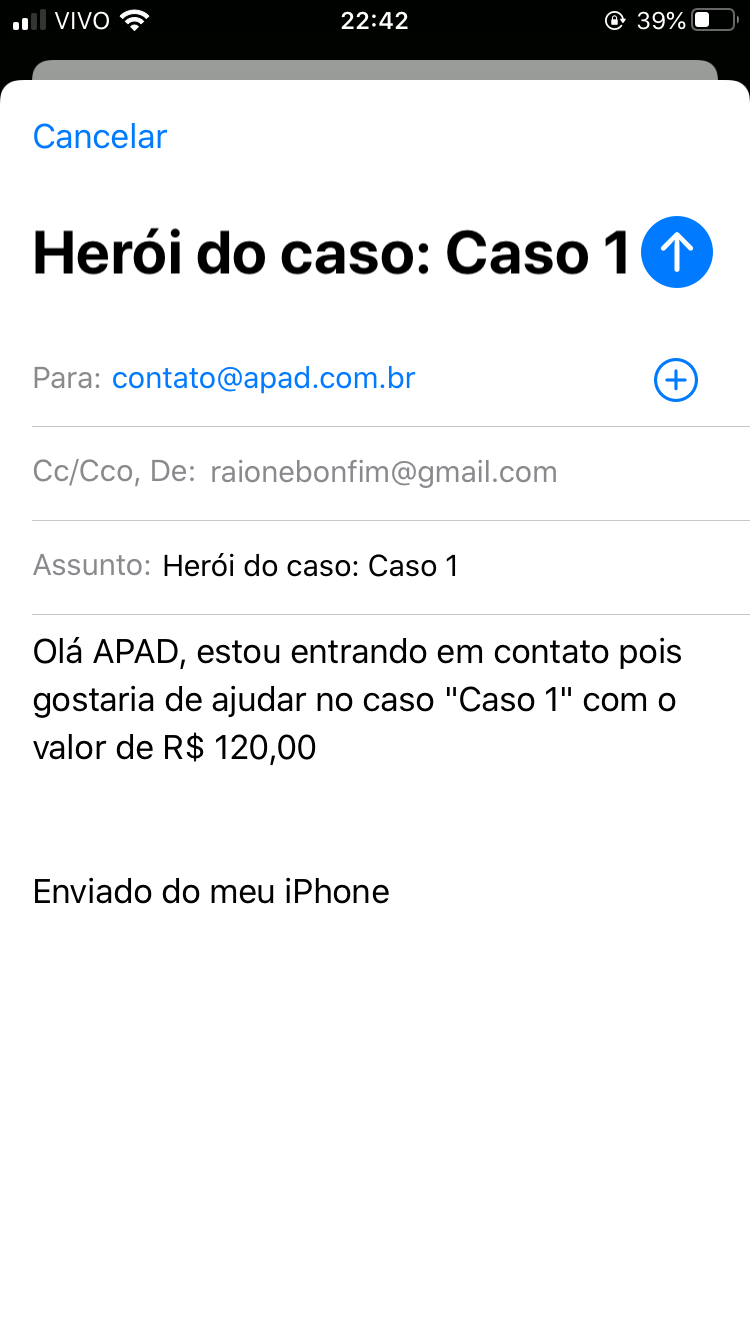 VIVO 22:42 39%
Cancelar
Herói do caso: Caso 1
Para: contato@apad.com.br
Cc/Cco, De: raionebonfim@gmail.com
Assunto: Herói do caso: Caso 1
Olá APAD, estou entrando em contato pois
gostaria de ajudar no caso "Caso 1" com o
valor de R$ 120,00
Enviado do meu iPhone